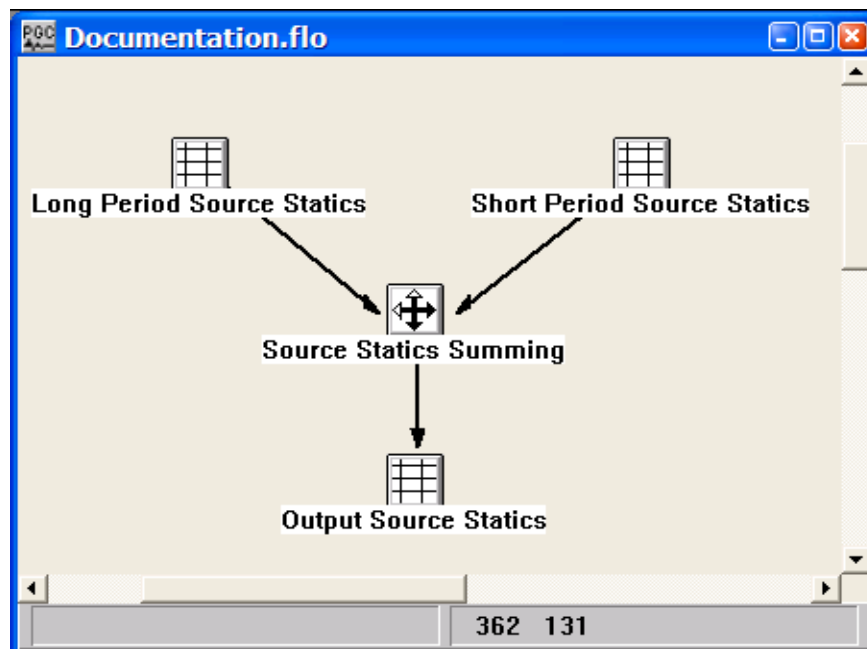 PGC Documentation.flo
Long Period Source Statics Short Period Source Statics
Source Statics Summing
Output Source Statics
362 131